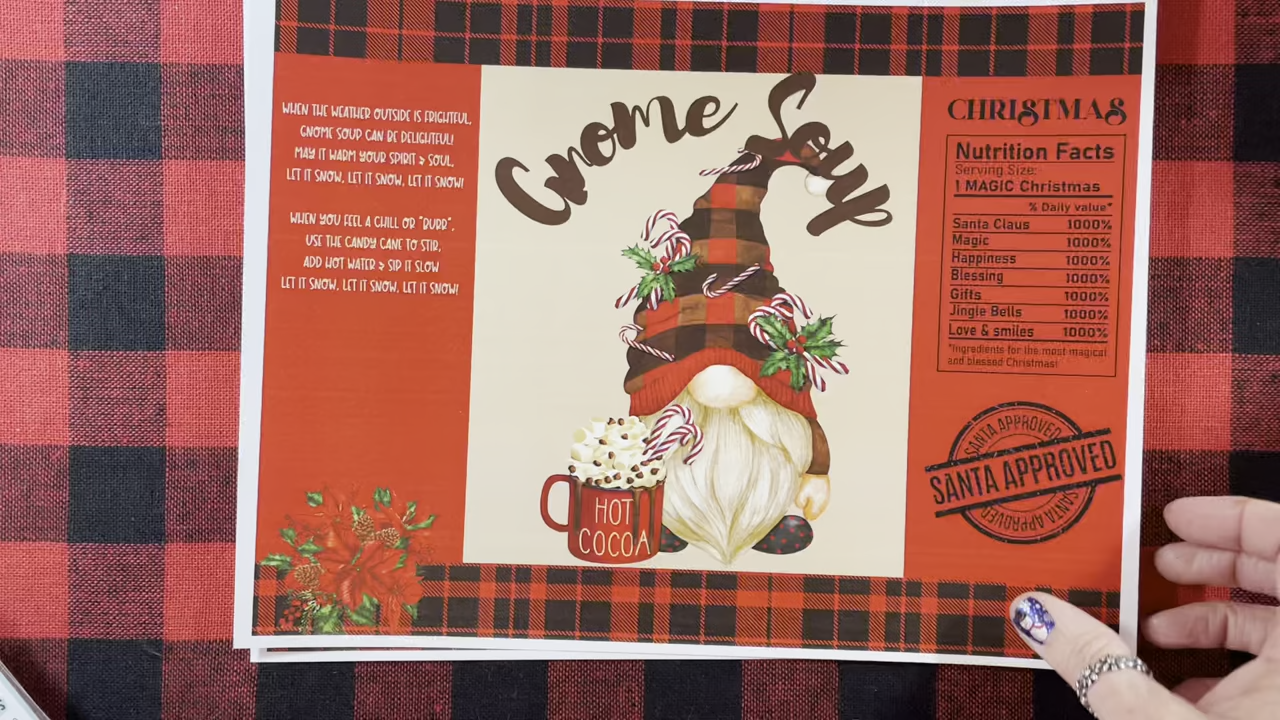 WHEN THE WEATHER OUTSIDE IS FRIGHTFUL,
GNOME SOUP CAN BE DELIGHTFUL!
MAY IT WARM YOUR SPIRIT & SOUL,
LET IT SNOW, LET IT SNOW, LET IT SNOW!
WHEN YOU FEEL A CHILL OR "BURR",
USE THE CANDY CANE TO STIR,
ADD HOT WATER & SIP IT SLOW
LET IT SNOW, LET IT SNOW, LET IT SNOW!
Gnome Soup
HOT
COCOA
CHRISTMAS
Nutrition Facts
Serving Size:
1 MAGIC Christmas
% Daily value*
Santa Claus 1000%
Magic 1000%
Happiness 1000%
Blessing 1000%
Gifts 1000%
Jingle Bells 1000%
Love & smiles 1000%
*Ingredients for the most magical
and blessed Christmas!
SANTA APPROVED
SANTA APPROVED
SANTA APPROVED